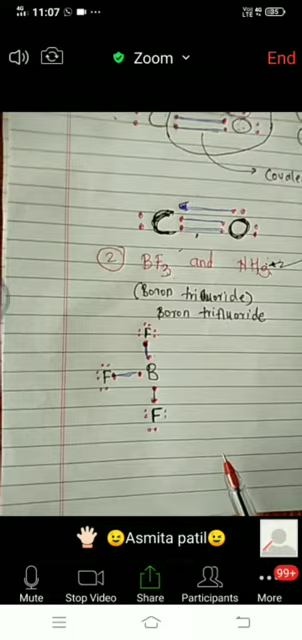 11:07
Zoom
End
C O
Covale
C O
② BF3 and NH3
(Boron trifluoride)
Boron trifluoride
F
F B
F
👋😉Asmita patil😉
Mute Stop Video Share Participants More
99+